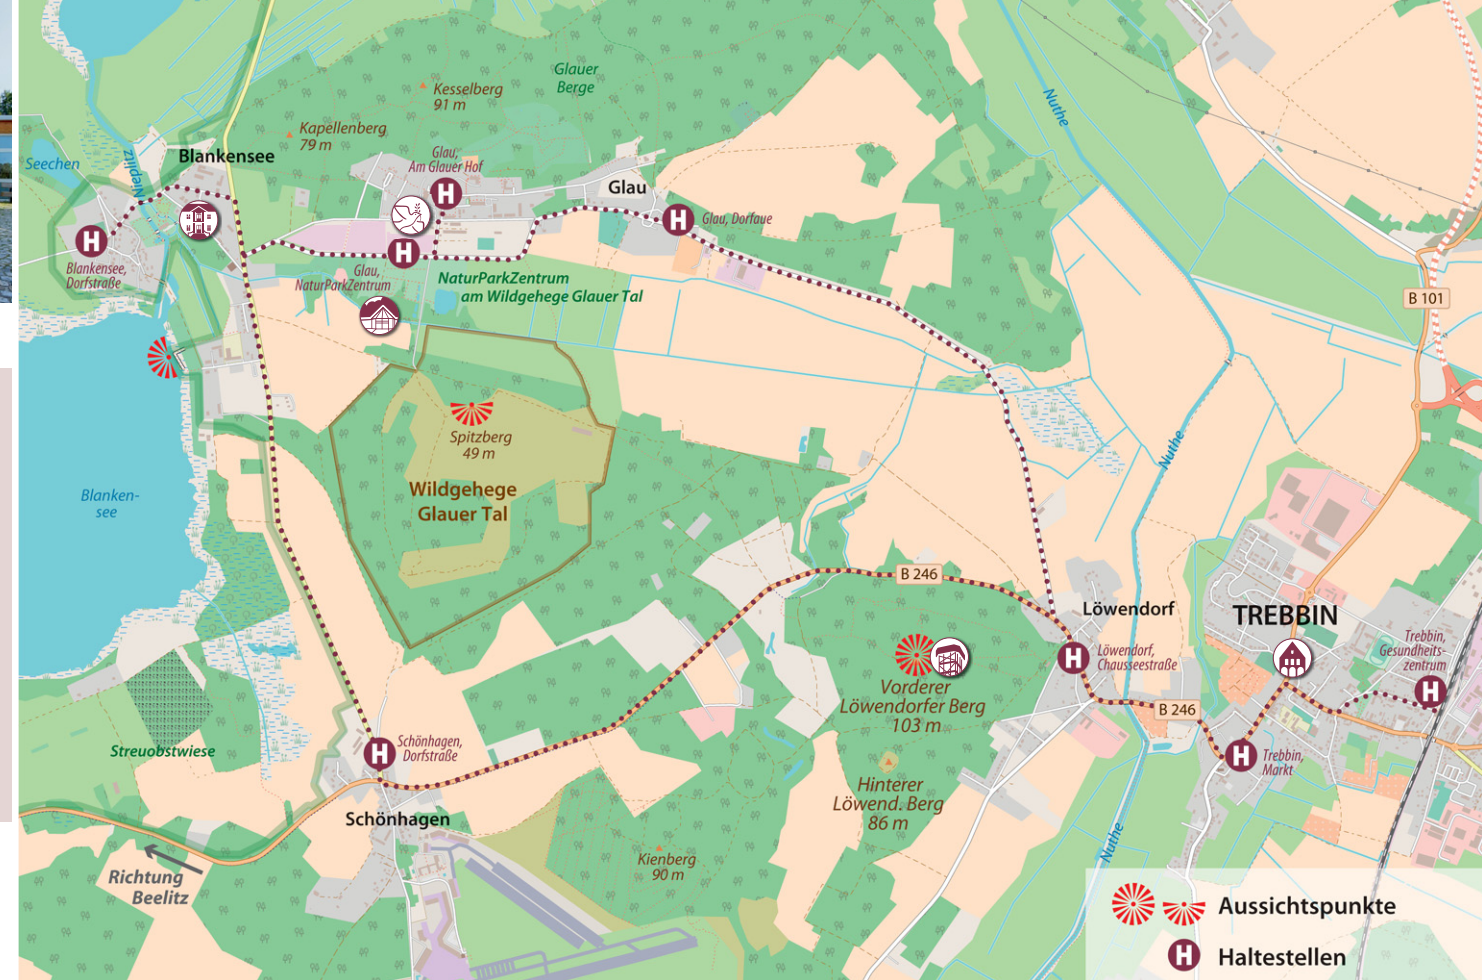 Glauer
Berge
Kesselberg
91 m
Nuthe
Kapellenberg
79 m
Seechen
Nieplitz
Blankensee
Glau,
Am Glauer Hof
H
Glau
H
Glau, Dorfaue
H
Blankensee,
Dorfstraße
H
Glau,
NaturParkZentrum
NaturParkZentrum
am Wildgehege Glauer Tal
B 101
Spitzberg
49 m
Wildgehege
Glauer Tal
Nuthe
Blanken-
see
B 246
Löwendorf
TREBBIN
H
Löwendorf,
Chausseestraße
Trebbin,
Gesundheits-
zentrum
H
Vorderer
Löwendorfer Berg
103 m
B 246
H
Schönhagen,
Dorfstraße
Streuobstwiese
H
Trebbin,
Markt
Hinterer
Löwend. Berg
86 m
Schönhagen
Nuthe
Kienberg
90 m
Richtung
Beelitz
Aussichtspunkte
H
Haltestellen